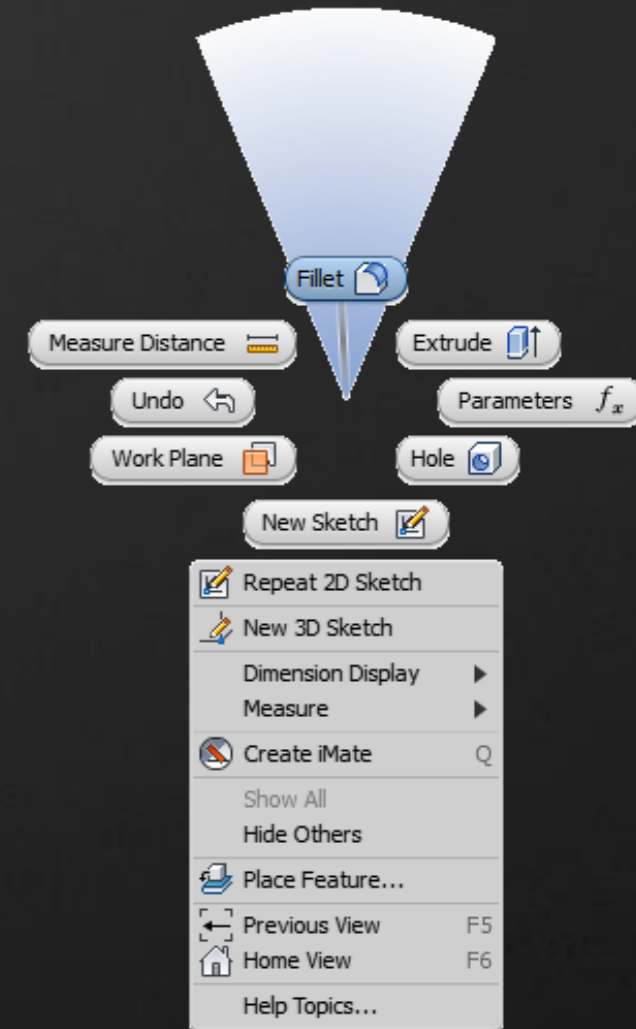 Fillet
Measure Distance
Extrude
Undo
Parameters fx
Work Plane
Hole
New Sketch
Repeat 2D Sketch
New 3D Sketch
Dimension Display
Measure
Create iMate Q
Show All
Hide Others
Place Feature...
Previous View F5
Home View F6
Help Topics...